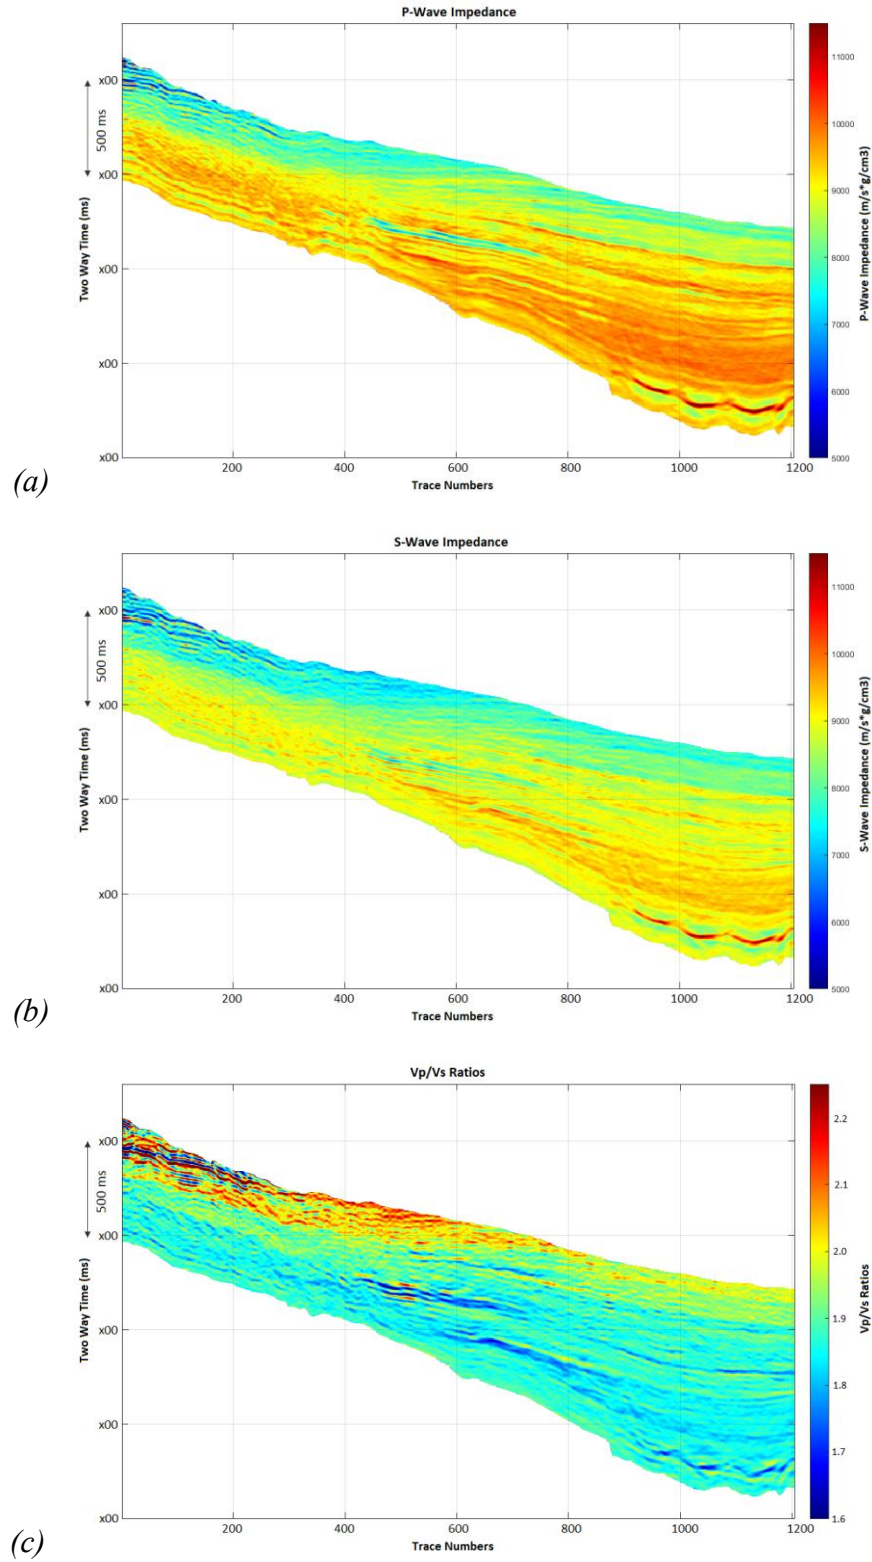 P-Wave Impedance
x00
x00
x00
x00
x00
500 ms
Two Way Time (ms)
200 400 600 800 1000 1200
Trace Numbers
11000
10000
9000
8000
7000
6000
5000
P-Wave Impedance (m/s*g/cm3)
(a)
S-Wave Impedance
x00
x00
x00
x00
x00
500 ms
Two Way Time (ms)
200 400 600 800 1000 1200
Trace Numbers
11000
10000
9000
8000
7000
6000
5000
S-Wave Impedance (m/s*g/cm3)
(b)
Vp/Vs Ratios
x00
x00
x00
x00
x00
500 ms
Two Way Time (ms)
200 400 600 800 1000 1200
Trace Numbers
2.2
2.1
2.0
1.9
1.8
1.7
1.6
Vp/Vs Ratios
(c)